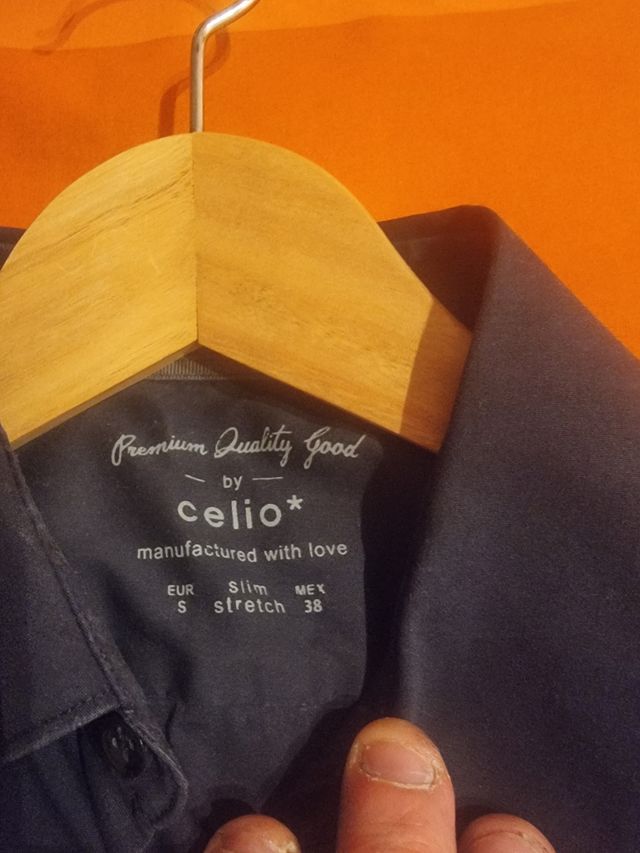 Premium Quality Good
by
celio*
manufactured with love
EUR Slim MEX
S stretch 38